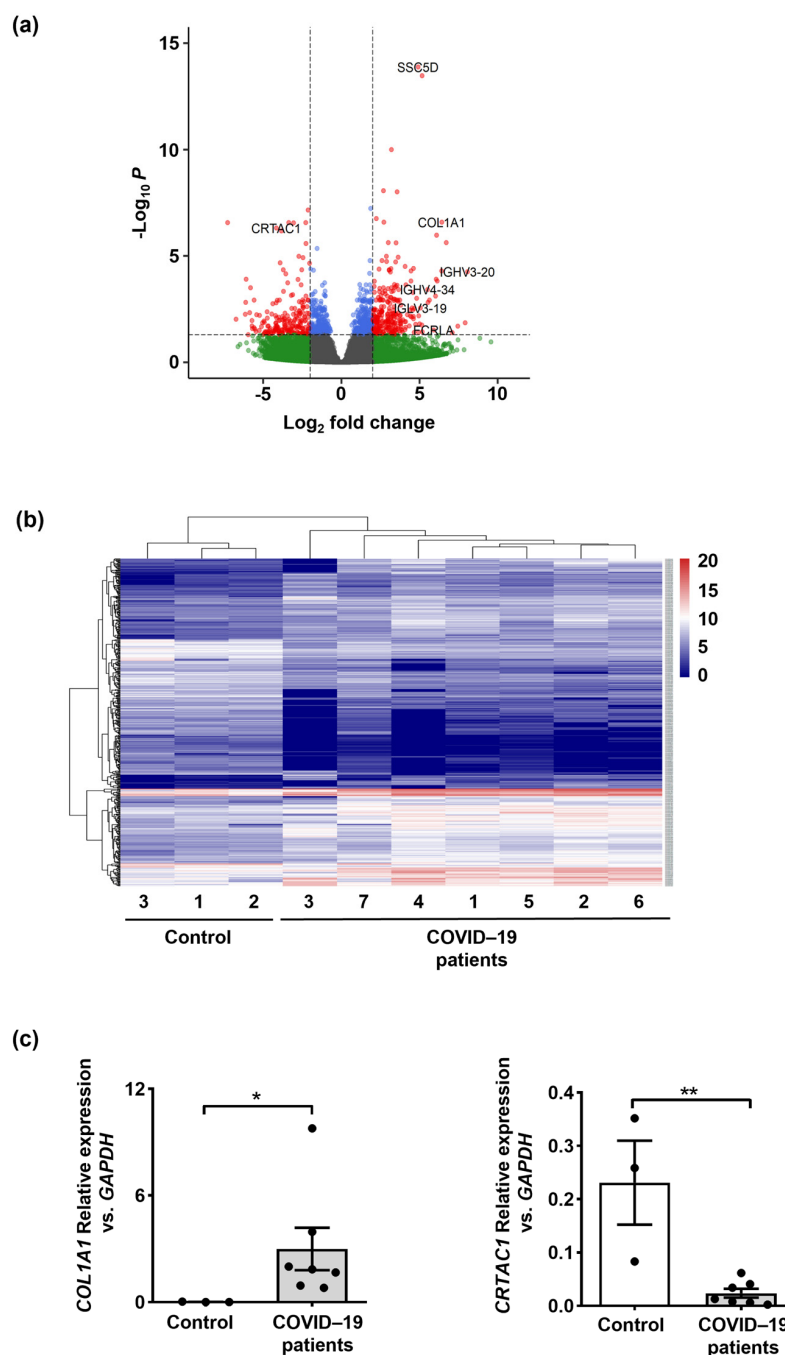 (a)
15
10
5
0
-Log10 P
SSC5D
CRTAC1
COL1A1
IGHV3-20
IGHV4-34
IGLV3-19
FCRLA
-5 0 5 10
Log2 fold change
(b)
20
15
10
5
0
3 1 2 3 7 4 1 5 2 6
Control COVID–19
patients
(c)
COL1A1 Relative expression
vs. GAPDH
12
6
0
*
Control COVID–19
patients
CRTAC1 Relative expression
vs. GAPDH
0.4
0.3
0.2
0.1
0.0
**
Control COVID–19
patients